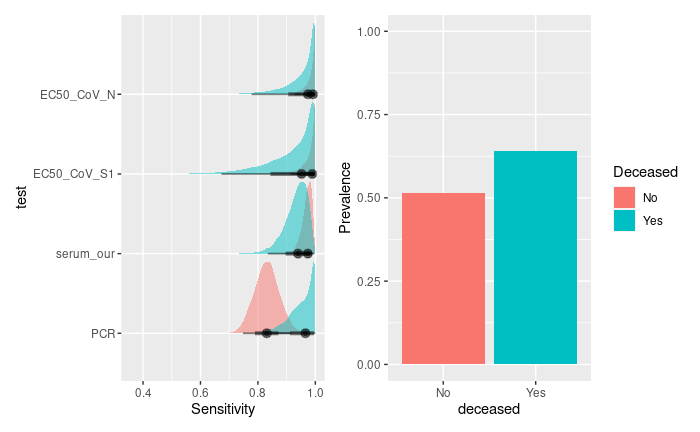 test
EC50_CoV_N
EC50_CoV_S1
serum_our
PCR
0.4 0.6 0.8 1.0
Sensitivity
Prevalence
1.00
0.75
0.50
0.25
0.00
No Yes
deceased
Deceased
No
Yes